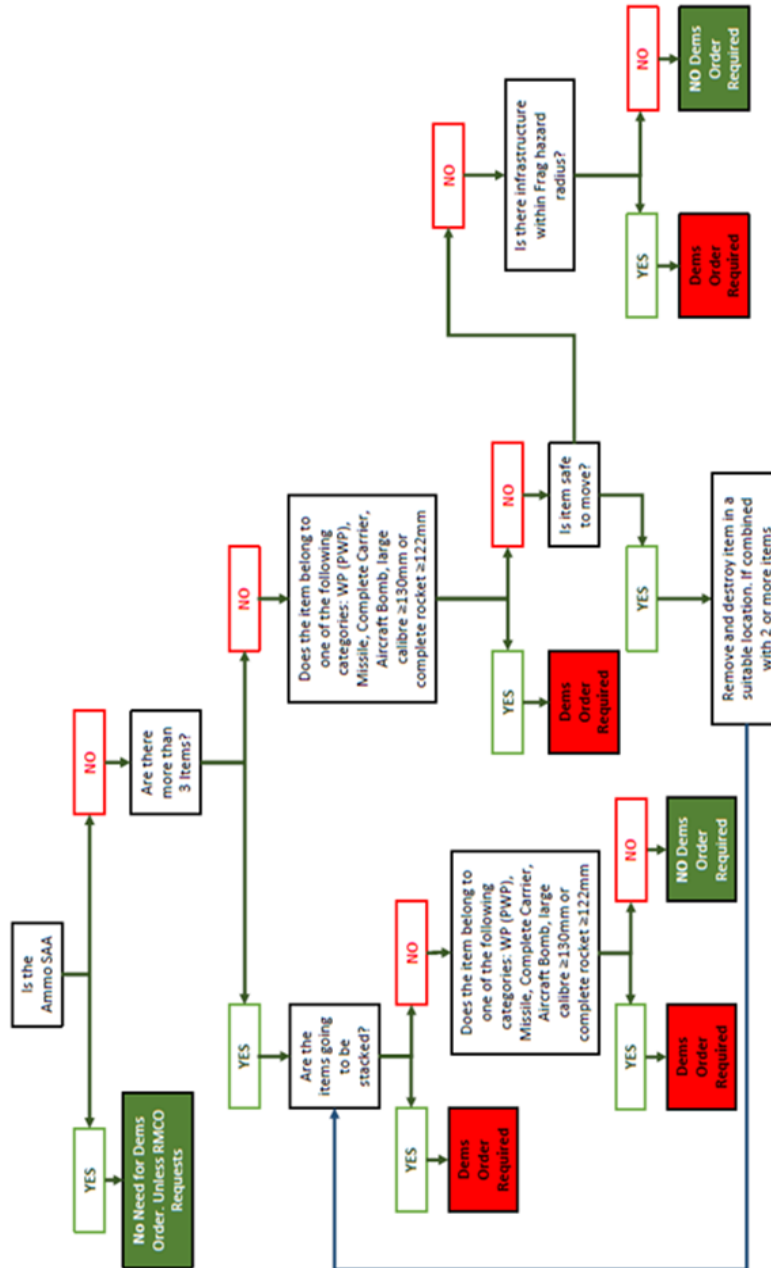 Is the
Ammo SAA
YES
NO
No Need for Dems
Order. Unless RMCO
Requests
Are there
more than
3 Items?
YES
NO
Are the
items going
to be
stacked?
Does the item belong to
one of the following
categories: WP (PWP),
Missile, Complete Carrier,
Aircraft Bomb, large
calibre ≥130mm or
complete rocket ≥122mm
YES
NO
Dems
Order
Required
Does the item belong to
one of the following
categories: WP (PWP),
Missile, Complete Carrier,
Aircraft Bomb, large
calibre ≥130mm or
complete rocket ≥122mm
YES
NO
Dems
Order
Required
NO Dems
Order
Required
YES
NO
Dems
Order
Required
Is item safe
to move?
YES
NO
Remove and destroy item in a
suitable location. If combined
with 2 or more items
Is there infrastructure
within Frag hazard
radius?
YES
NO
Dems
Order
Required
NO Dems
Order
Required